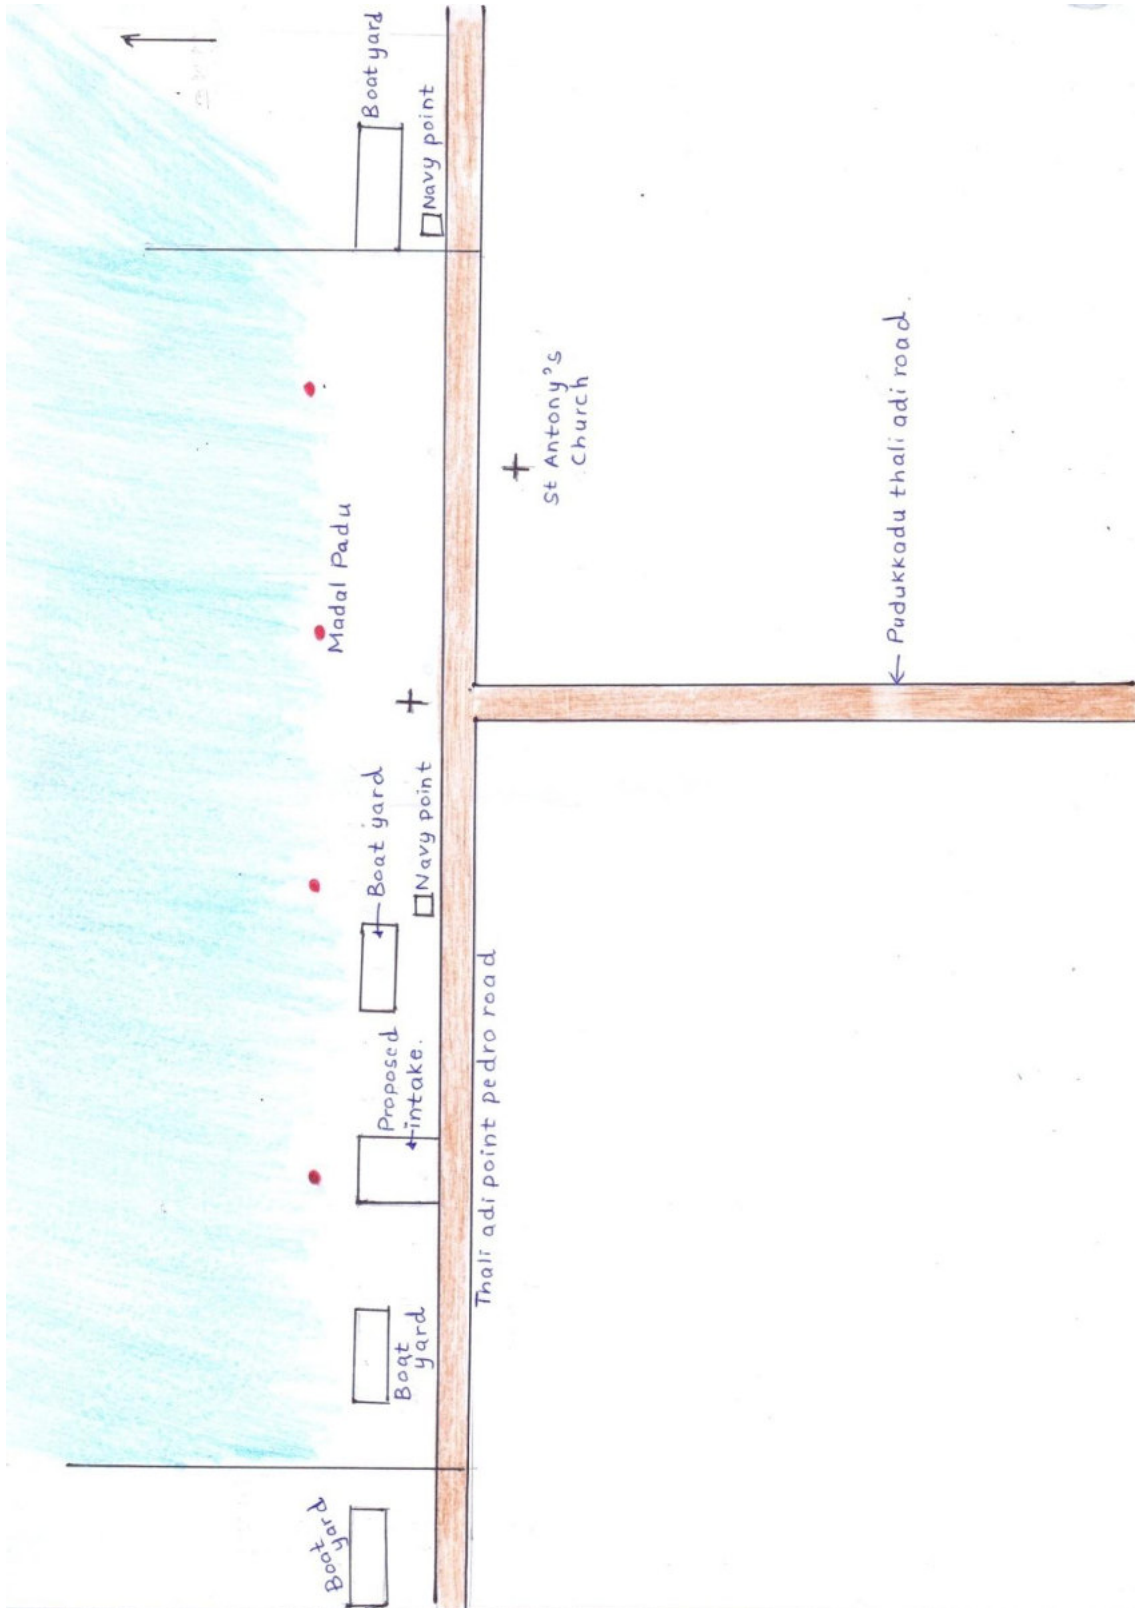 Boat
yard
Boat
yard
Proposed
intake.
Boat yard
Navy point
Madal Padu
Boat yard
Navy point
Thali adi point pedro road
St Antony's
Church
Pudukkadu thali adi road.